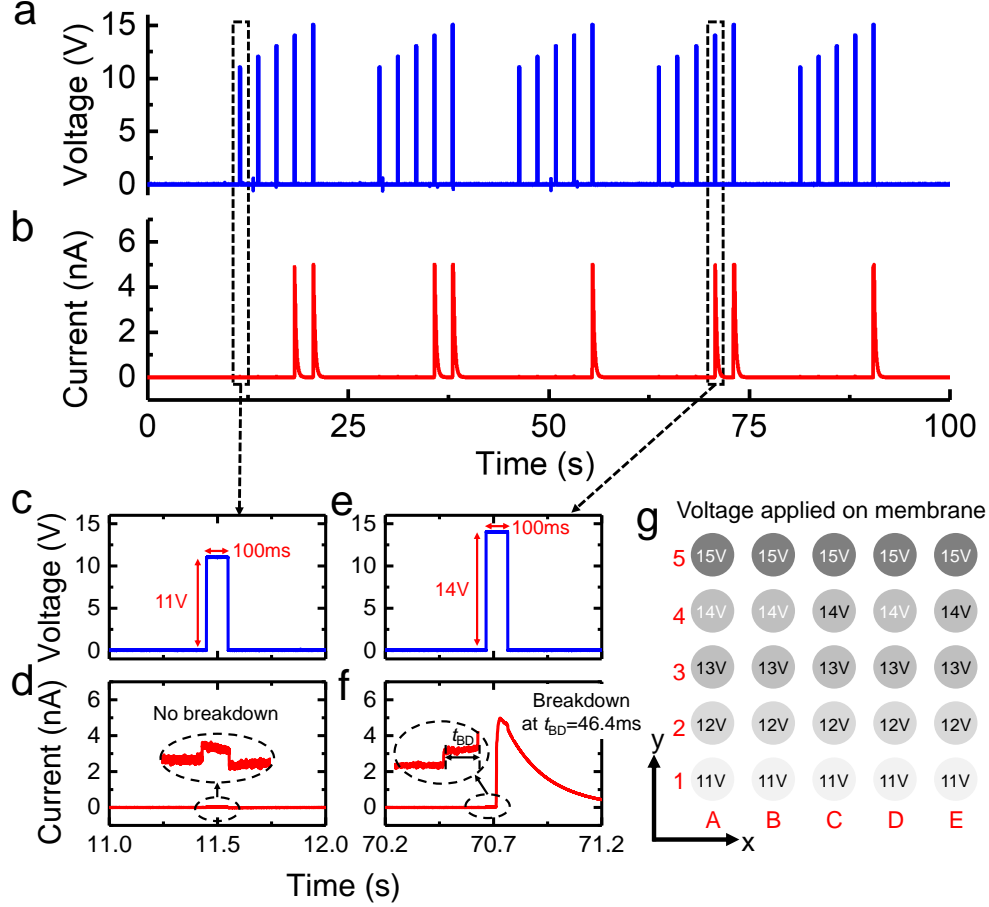 a
15
10
5
0
Voltage (V)
b
6
4
2
0
Current (nA)
0 25 50 75 100
Time (s)
c
15
10
5
0
Voltage (V)
11V
100ms
e
15
10
5
0
14V
100ms
d
6
4
2
0
Current (nA)
No breakdown
11.0 11.5 12.0
f
6
4
2
0
tBD
Breakdown
at tBD=46.4ms
70.2 70.7 71.2
Time (s)
g
Voltage applied on membrane
5 15V 15V 15V 15V 15V
4 14V 14V 14V 14V 14V
3 13V 13V 13V 13V 13V
2 12V 12V 12V 12V 12V
1 11V 11V 11V 11V 11V
A B C D E
y
x